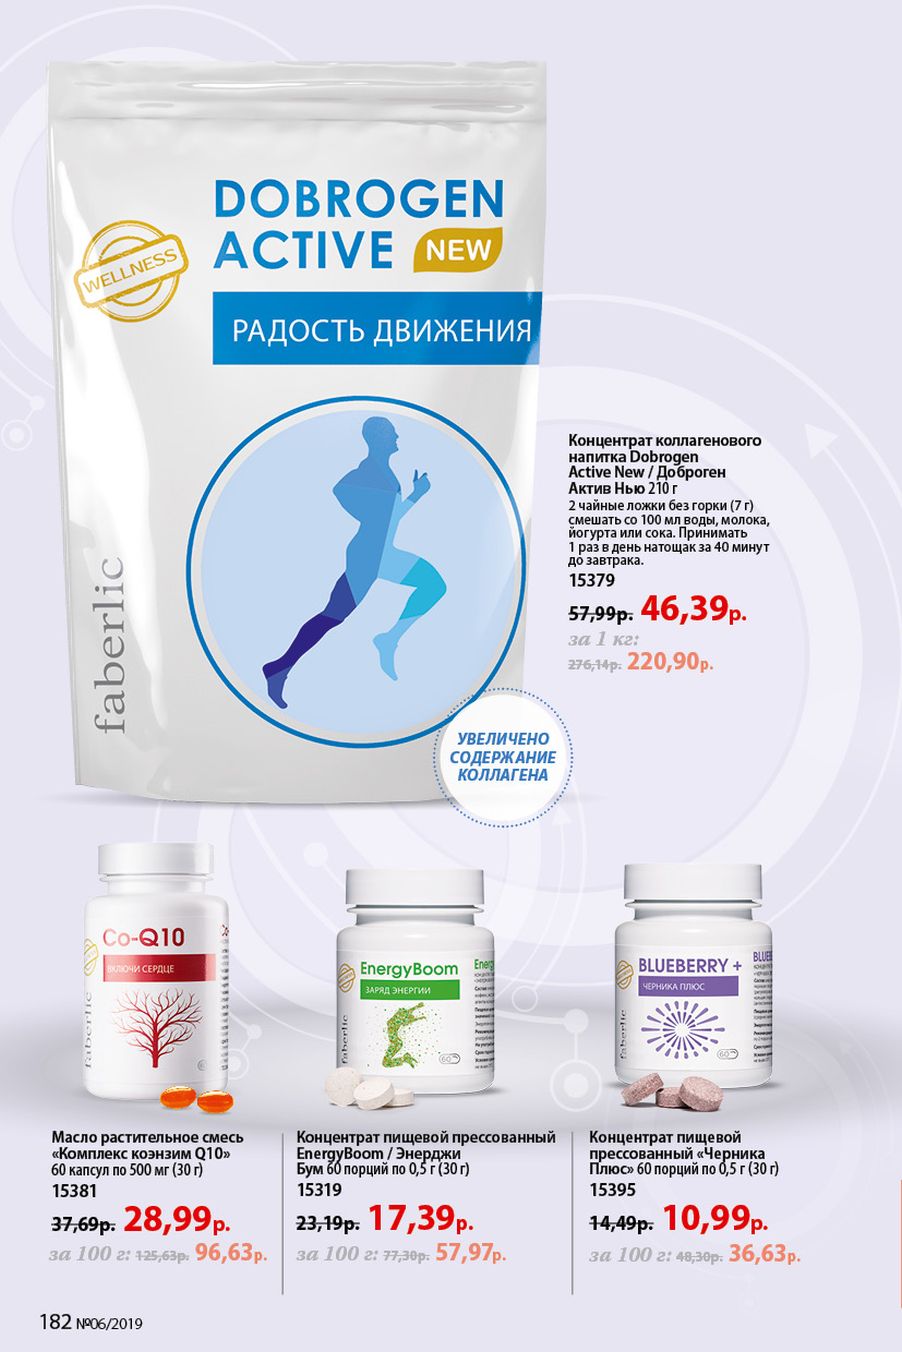 DOBROGEN
ACTIVE NEW
WELLNESS
РАДОСТЬ ДВИЖЕНИЯ
faberlic
УВЕЛИЧЕНО
СОДЕРЖАНИЕ
КОЛЛАГЕНА
Концентрат коллагенового
напитка Dobrogen
Active New / Доброген
Актив Нью 210 г
2 чайные ложки без горки (7 г)
смешать со 100 мл воды, молока,
йогурта или сока. Принимать
1 раз в день натощак за 40 минут
до завтрака.
15379
57,99р. 46,39р.
за 1 кг:
276,14р. 220,90р.
Co-Q10
ВКЛЮЧИ СЕРДЦЕ
faberlic
EnergyBoom
ЗАРЯД ЭНЕРГИИ
faberlic
60
BLUEBERRY +
ЧЕРНИКА ПЛЮС
faberlic
60
Масло растительное смесь
«Комплекс коэнзим Q10»
60 капсул по 500 мг (30 г)
15381
37,69р. 28,99р.
за 100 г: 125,63р. 96,63р.
Концентрат пищевой прессованный
EnergyBoom / Энерджи
Бум 60 порций по 0,5 г (30 г)
15319
23,19р. 17,39р.
за 100 г: 77,30р. 57,97р.
Концентрат пищевой
прессованный «Черника
Плюс» 60 порций по 0,5 г (30 г)
15395
14,49р. 10,99р.
за 100 г: 48,30р. 36,63р.
182 №06/2019